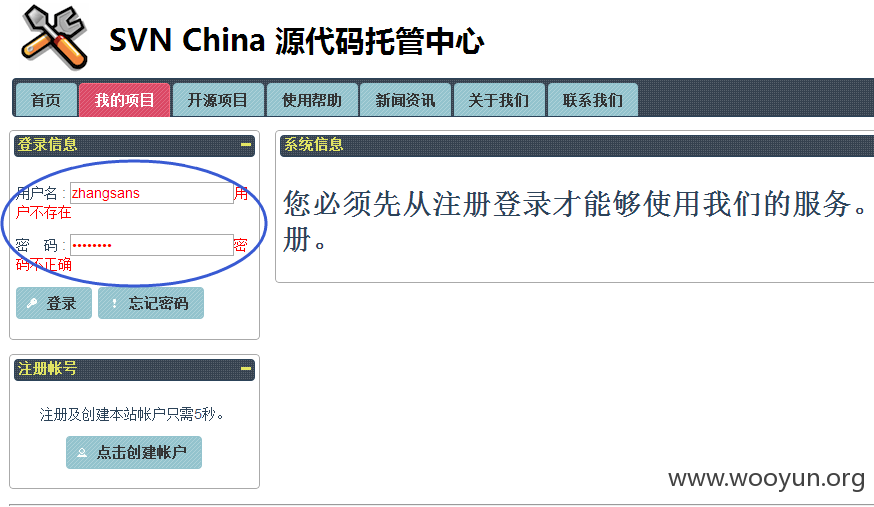 SVN China 源代码托管中心
首页 我的项目 开源项目 使用帮助 新闻资讯 关于我们 联系我们
登录信息
用户名 : zhangsans 用
户不存在
密 码 : •••••••• 密
码不正确
登录 忘记密码
系统信息
您必须先从注册登录才能够使用我们的服务。
册。
注册帐号
注册及创建本站帐户只需5秒。
点击创建帐户
www.wooyun.org